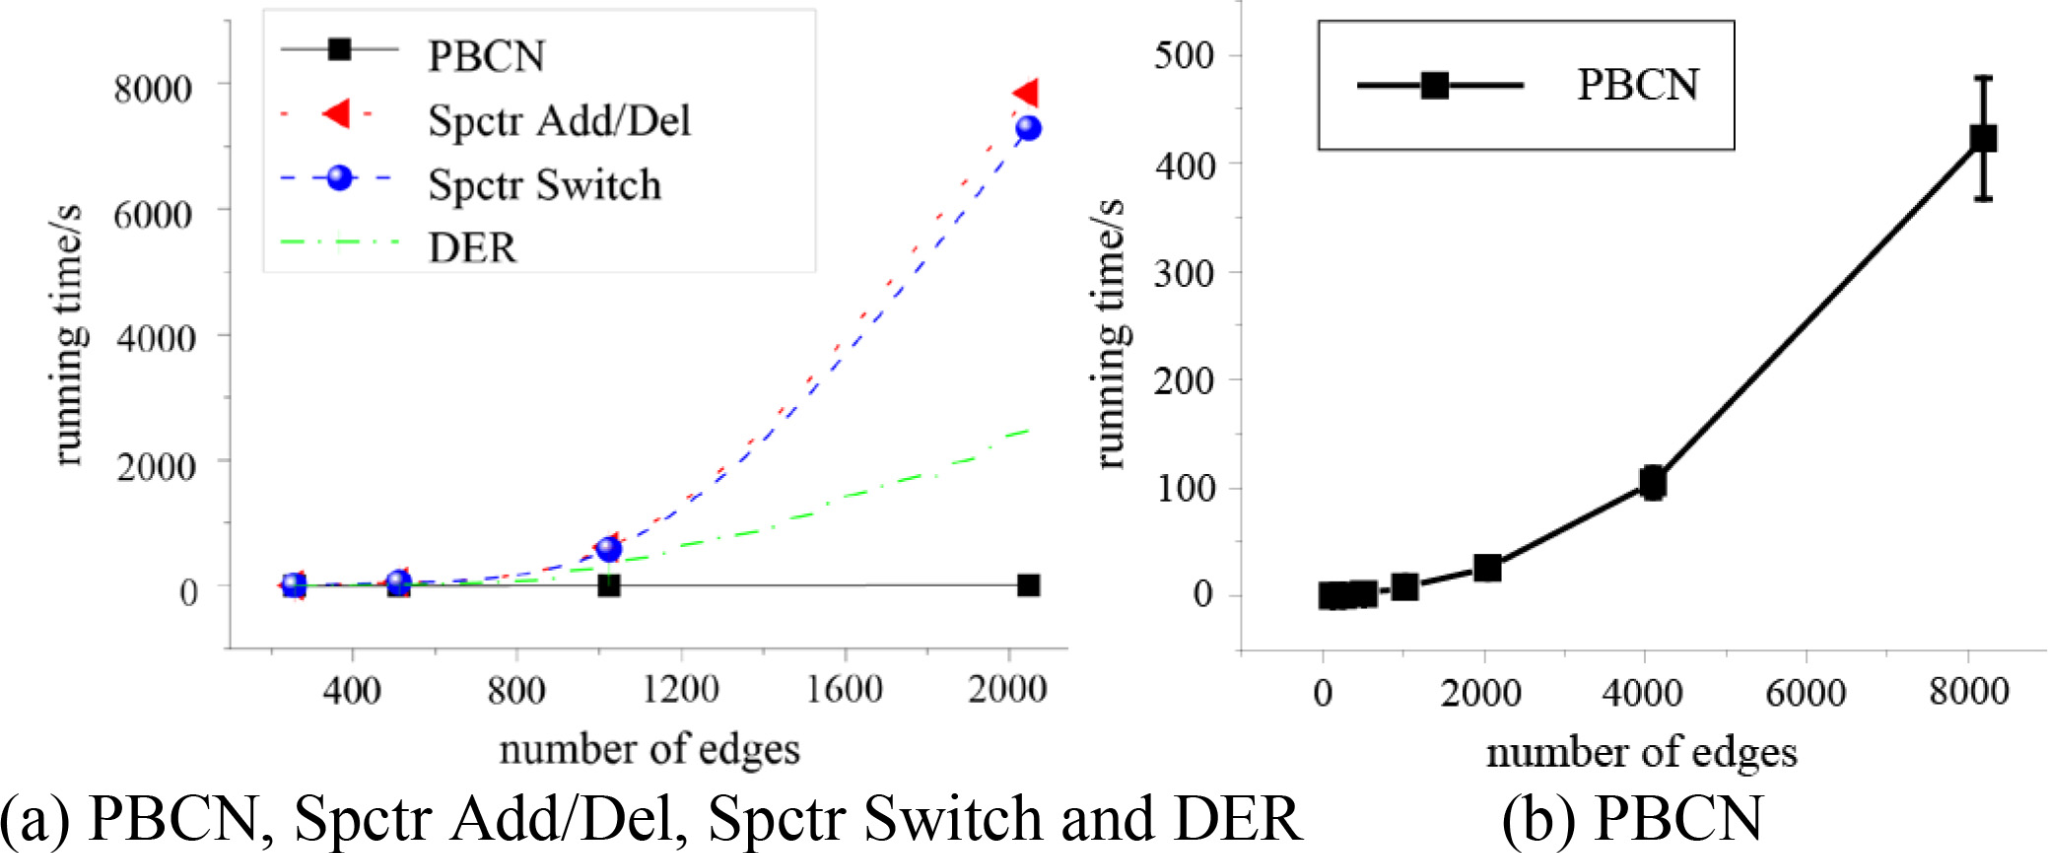 PBCN
Spctr Add/Del
Spctr Switch
DER
running time/s
8000
6000
4000
2000
0
400 800 1200 1600 2000
number of edges
(a) PBCN, Spctr Add/Del, Spctr Switch and DER
PBCN
running time/s
500
400
300
200
100
0
0 2000 4000 6000 8000
number of edges
(b) PBCN